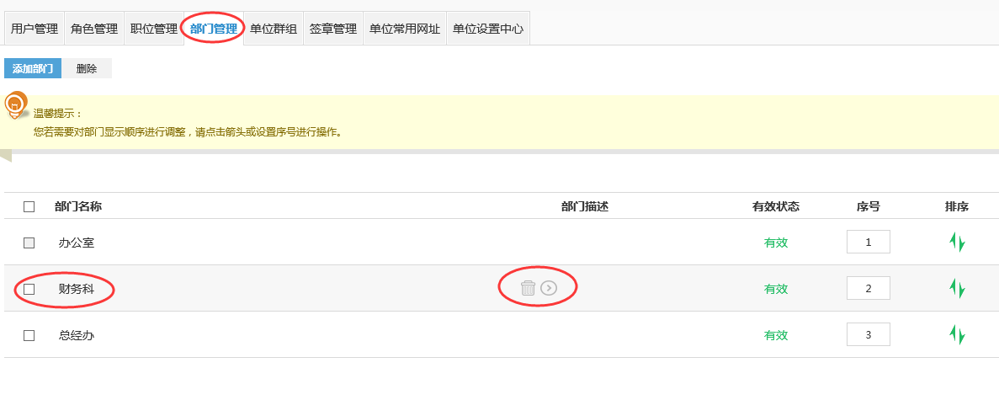 用户管理 角色管理 职位管理 部门管理 单位群组 签章管理 单位常用网址 单位设置中心
添加部门 删除
温馨提示：
您若需要对部门显示顺序进行调整，请点击箭头或设置序号进行操作。
部门名称 部门描述 有效状态 序号 排序
办公室 有效 1
财务科 有效 2
总经办 有效 3